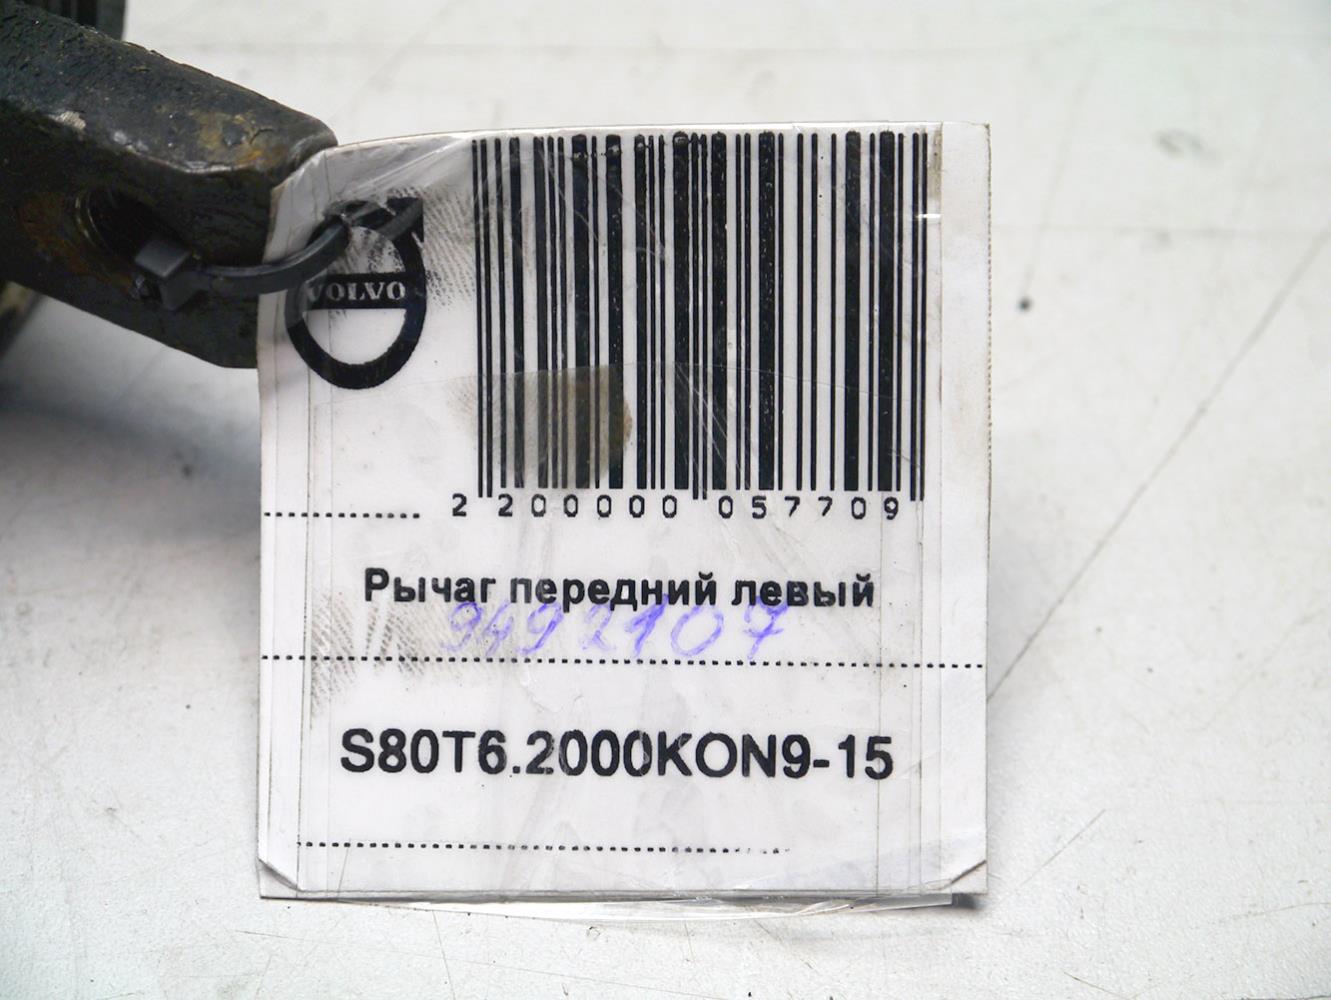 VOLVO
2 200000 057709
Рычаг передний левый
9492107
S80T6.2000KON9-15